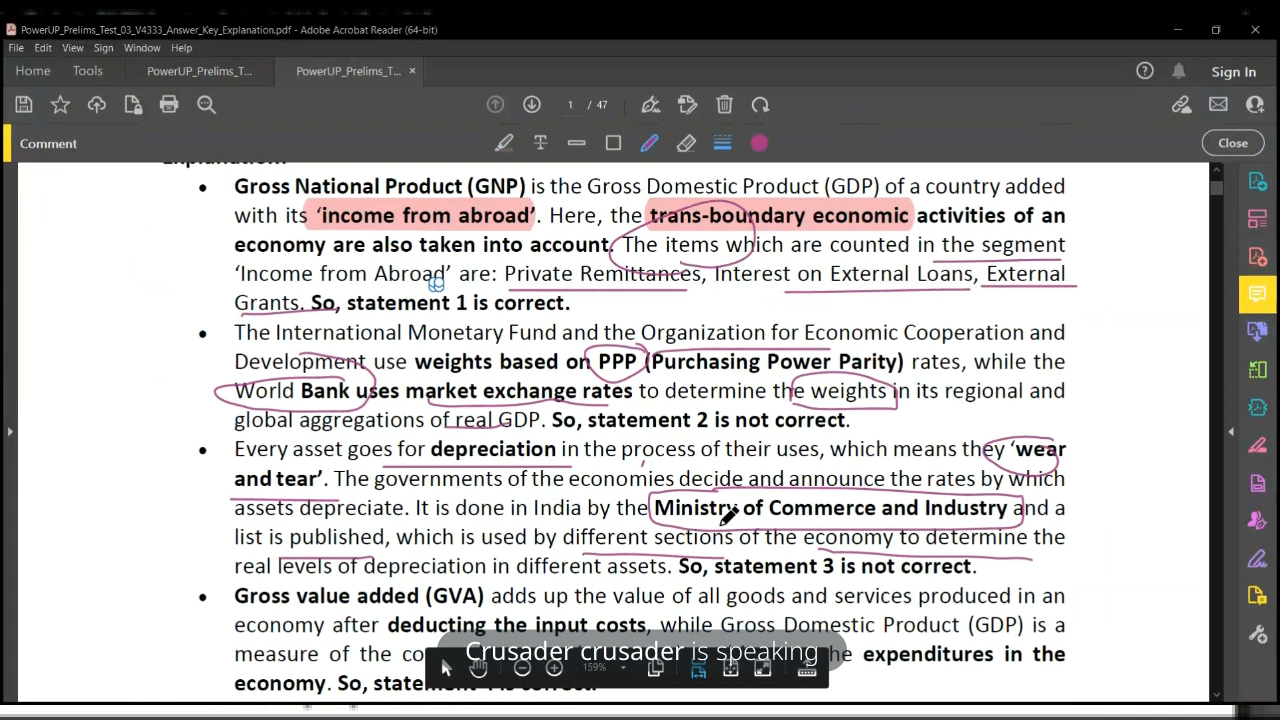 PowerUP_Prelims_Test_03_V4333_Answer_Key_Explanation.pdf - Adobe Acrobat Reader (64-bit)
File Edit View Sign Window Help
Home Tools PowerUP_Prelims_T... PowerUP_Prelims_T... × Sign In
1 / 47
Comment Close
Explanation:
• Gross National Product (GNP) is the Gross Domestic Product (GDP) of a country added
with its ‘income from abroad’. Here, the trans-boundary economic activities of an
economy are also taken into account. The items which are counted in the segment
‘Income from Abroad’ are: Private Remittances, Interest on External Loans, External
Grants. So, statement 1 is correct.
• The International Monetary Fund and the Organization for Economic Cooperation and
Development use weights based on PPP (Purchasing Power Parity) rates, while the
World Bank uses market exchange rates to determine the weights in its regional and
global aggregations of real GDP. So, statement 2 is not correct.
• Every asset goes for depreciation in the process of their uses, which means they ‘wear
and tear’. The governments of the economies decide and announce the rates by which
assets depreciate. It is done in India by the Ministry of Commerce and Industry and a
list is published, which is used by different sections of the economy to determine the
real levels of depreciation in different assets. So, statement 3 is not correct.
• Gross value added (GVA) adds up the value of all goods and services produced in an
economy after deducting the input costs, while Gross Domestic Product (GDP) is a
measure of the expenditures in the
Crusader crusader is speaking
159%
economy. So,